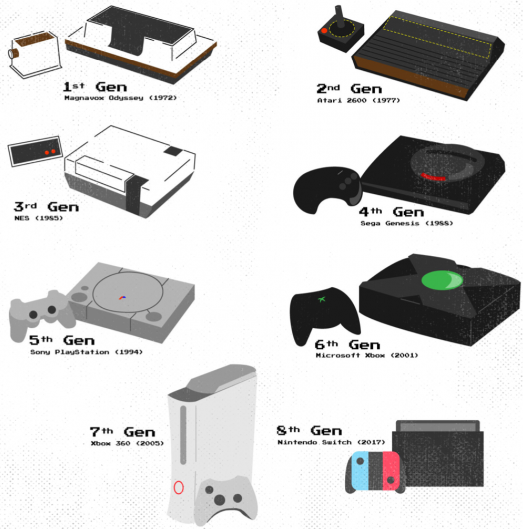 1st Gen
Magnavox Odyssey (1972)
2nd Gen
Atari 2600 (1977)
3rd Gen
NES (1985)
4th Gen
Sega Genesis (1988)
5th Gen
Sony PlayStation (1994)
6th Gen
Microsoft Xbox (2001)
7th Gen
Xbox 360 (2005)
8th Gen
Nintendo Switch (2017)